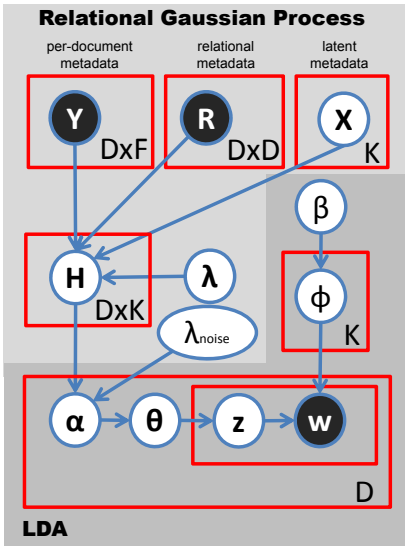 Relational Gaussian Process
per-document relational latent
metadata metadata metadata
Y R X
DxF DxD K
β
H λ ϕ
DxK K
λnoise
α θ z w
D
LDA